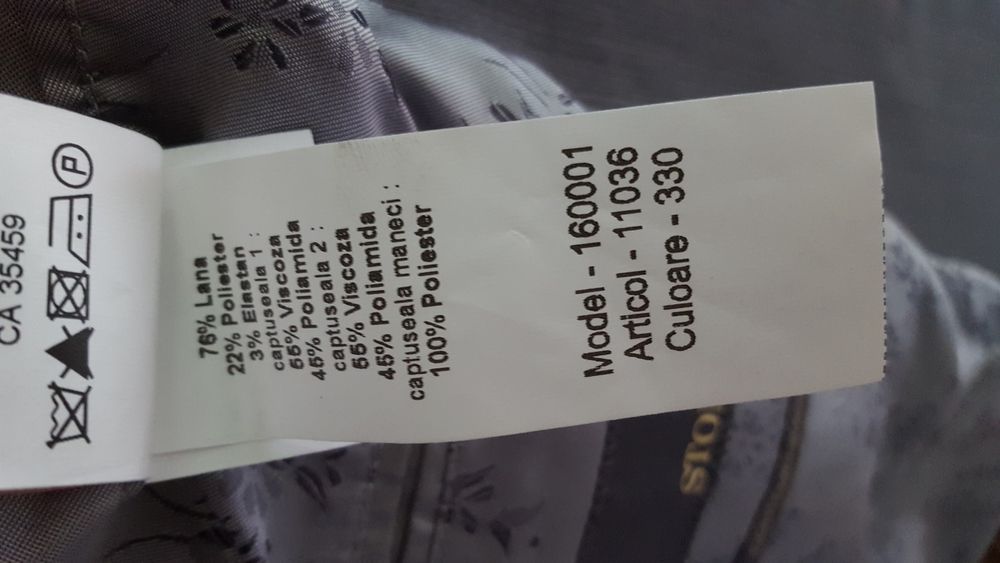 CA 35459
P
76% Lana
22% Poliester
3% Elastan
captuseala 1 :
55% Viscoza
45% Poliamida
captuseala 2 :
55% Viscoza
45% Poliamida
captuseala maneci :
100% Poliester
Model - 160001
Articol - 11036
Culoare - 330
STO